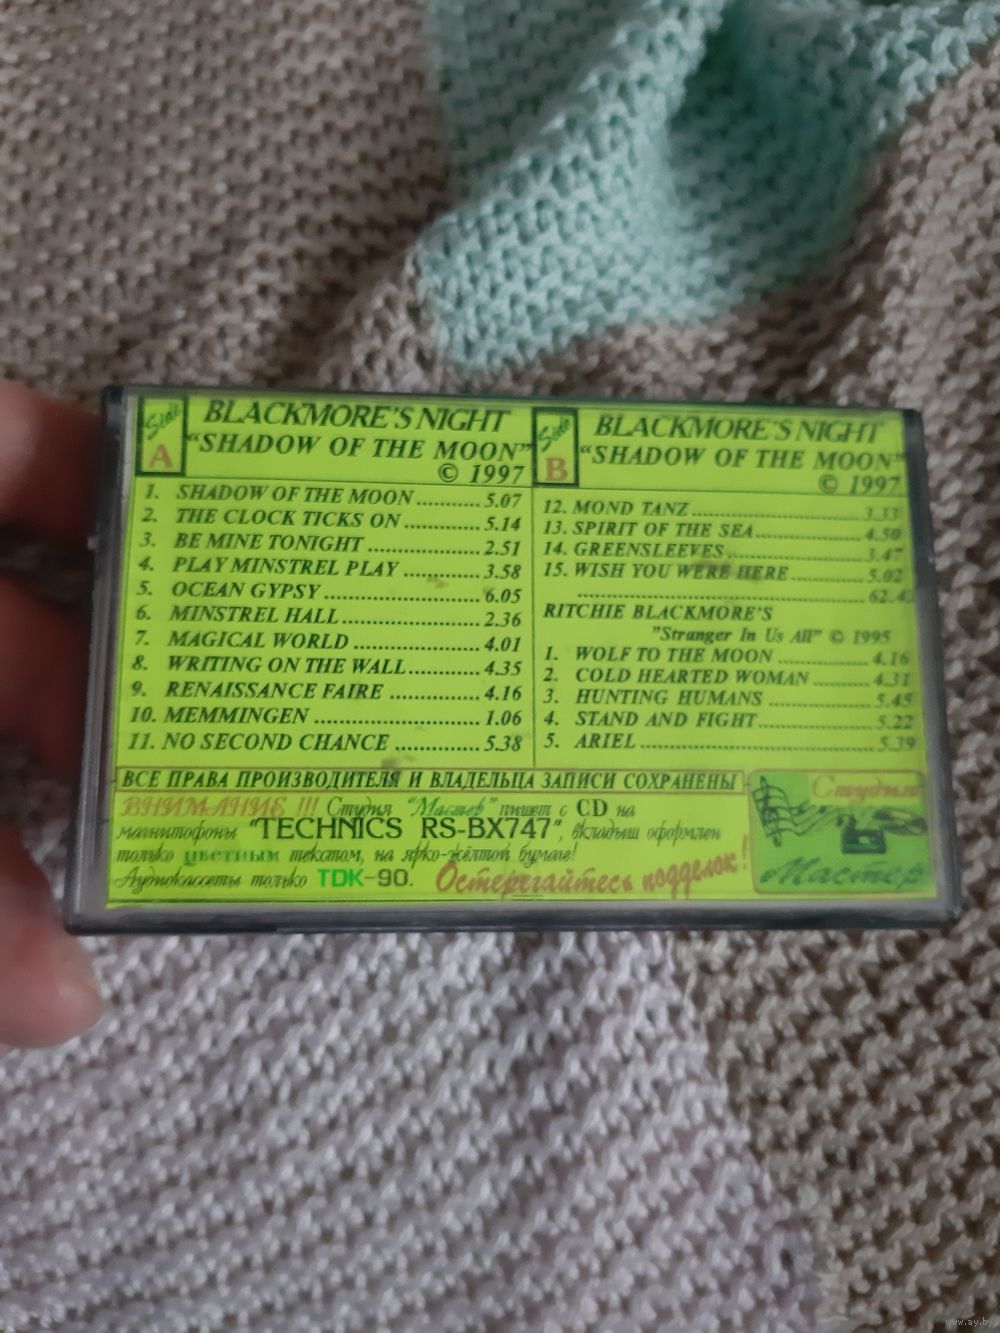 Side A
BLACKMORE'S NIGHT
"SHADOW OF THE MOON"
© 1997
1. SHADOW OF THE MOON ........... 5.07
2. THE CLOCK TICKS ON ............. 5.14
3. BE MINE TONIGHT .................. 2.51
4. PLAY MINSTREL PLAY ............ 3.58
5. OCEAN GYPSY ......................... 6.05
6. MINSTREL HALL ...................... 2.36
7. MAGICAL WORLD .................... 4.01
8. WRITING ON THE WALL ............ 4.35
9. RENAISSANCE FAIRE .............. 4.16
10. MEMMINGEN .......................... 1.06
11. NO SECOND CHANCE ............. 5.38
Side B
BLACKMORE'S NIGHT
"SHADOW OF THE MOON"
© 1997
12. MOND TANZ ............................ 3.33
13. SPIRIT OF THE SEA ................. 4.50
14. GREENSLEEVES ...................... 3.47
15. WISH YOU WERE HERE ........... 5.02
........................................
RITCHIE BLACKMORE'S
"Stranger In Us All" © 1995
1. WOLF TO THE MOON ................ 4.16
2. COLD HEARTED WOMAN ......... 4.31
3. HUNTING HUMANS ................... 5.45
4. STAND AND FIGHT .................... 5.22
5. ARIEL ........................................ 5.39
ВСЕ ПРАВА ПРОИЗВОДИТЕЛЯ И ВЛАДЕЛЬЦА ЗАПИСИ СОХРАНЕНЫ
ВНИМАНИЕ !!! Студия "Мастер" пишет с CD на
магнитофоны "TECHNICS RS-BX747", вкладыш оформлен
только цветным текстом, на ярко-жёлтой бумаге!
Аудиокассеты только TDK-90. Остерегайтесь подделок!
Студия
Мастер
www.ay.by